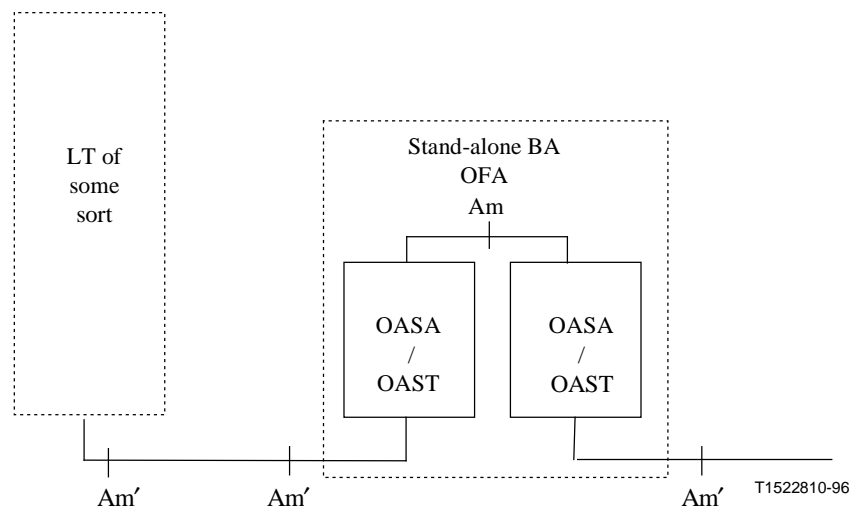 LT of
some
sort
Stand-alone BA
OFA
Am
OASA
/
OAST
OASA
/
OAST
Am′
Am′
Am′
T1522810-96